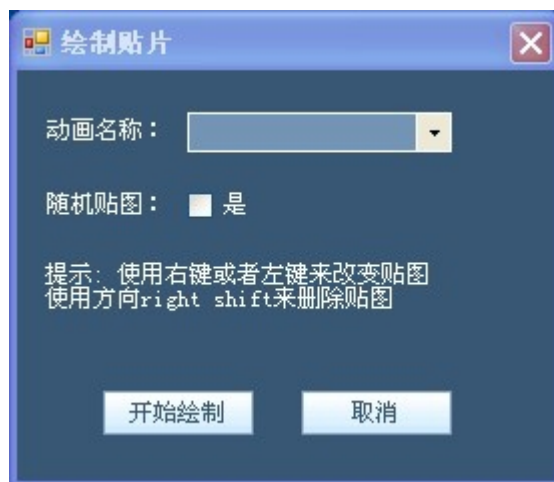 绘制贴片
动画名称：
随机贴图： 是
提示: 使用右键或者左键来改变贴图
使用方向right shift来删除贴图
开始绘制 取消